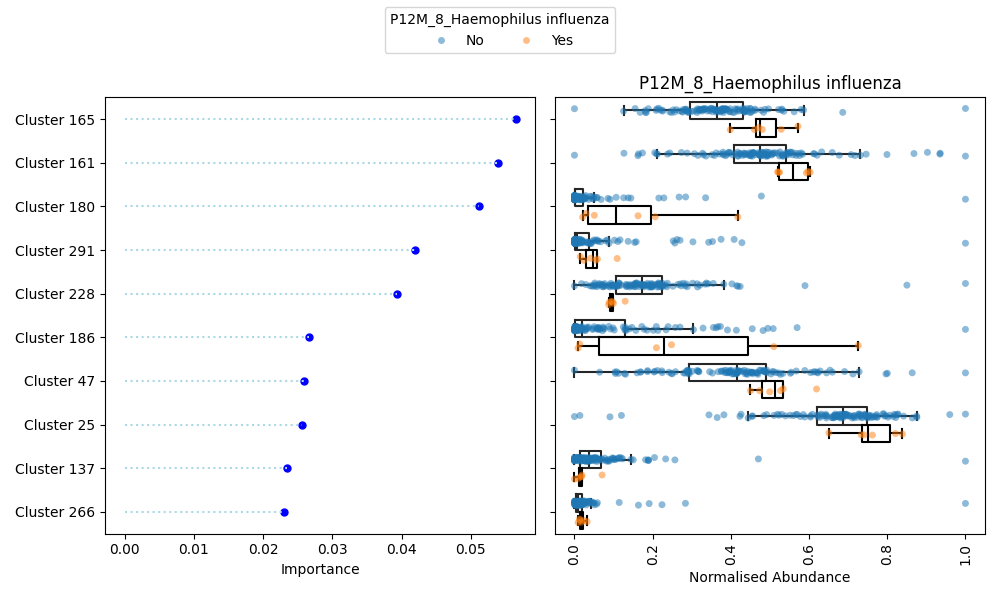 P12M_8_Haemophilus influenza
No Yes
P12M_8_Haemophilus influenza
Cluster 165
Cluster 161
Cluster 180
Cluster 291
Cluster 228
Cluster 186
Cluster 47
Cluster 25
Cluster 137
Cluster 266
0.00 0.01 0.02 0.03 0.04 0.05
Importance
0.0 0.2 0.4 0.6 0.8 1.0
Normalised Abundance